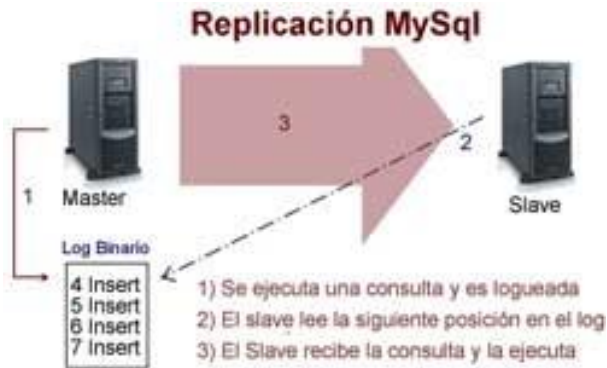 Replicación MySql
3
2
1
Master
Slave
Log Binario
4 Insert
5 Insert
6 Insert
7 Insert
1) Se ejecuta una consulta y es logueada
2) El slave lee la siguiente posición en el log
3) El Slave recibe la consulta y la ejecuta